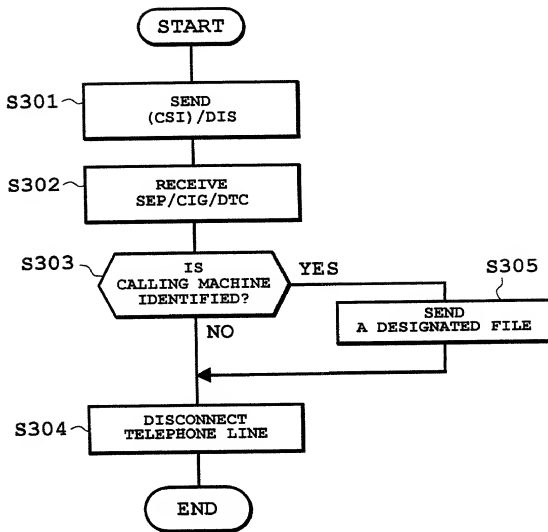 START
S301
SEND
(CSI)/DIS
S302
RECEIVE
SEP/CIG/DTC
S303
IS
CALLING MACHINE
IDENTIFIED?
YES
S305
SEND
A DESIGNATED FILE
NO
S304
DISCONNECT
TELEPHONE LINE
END